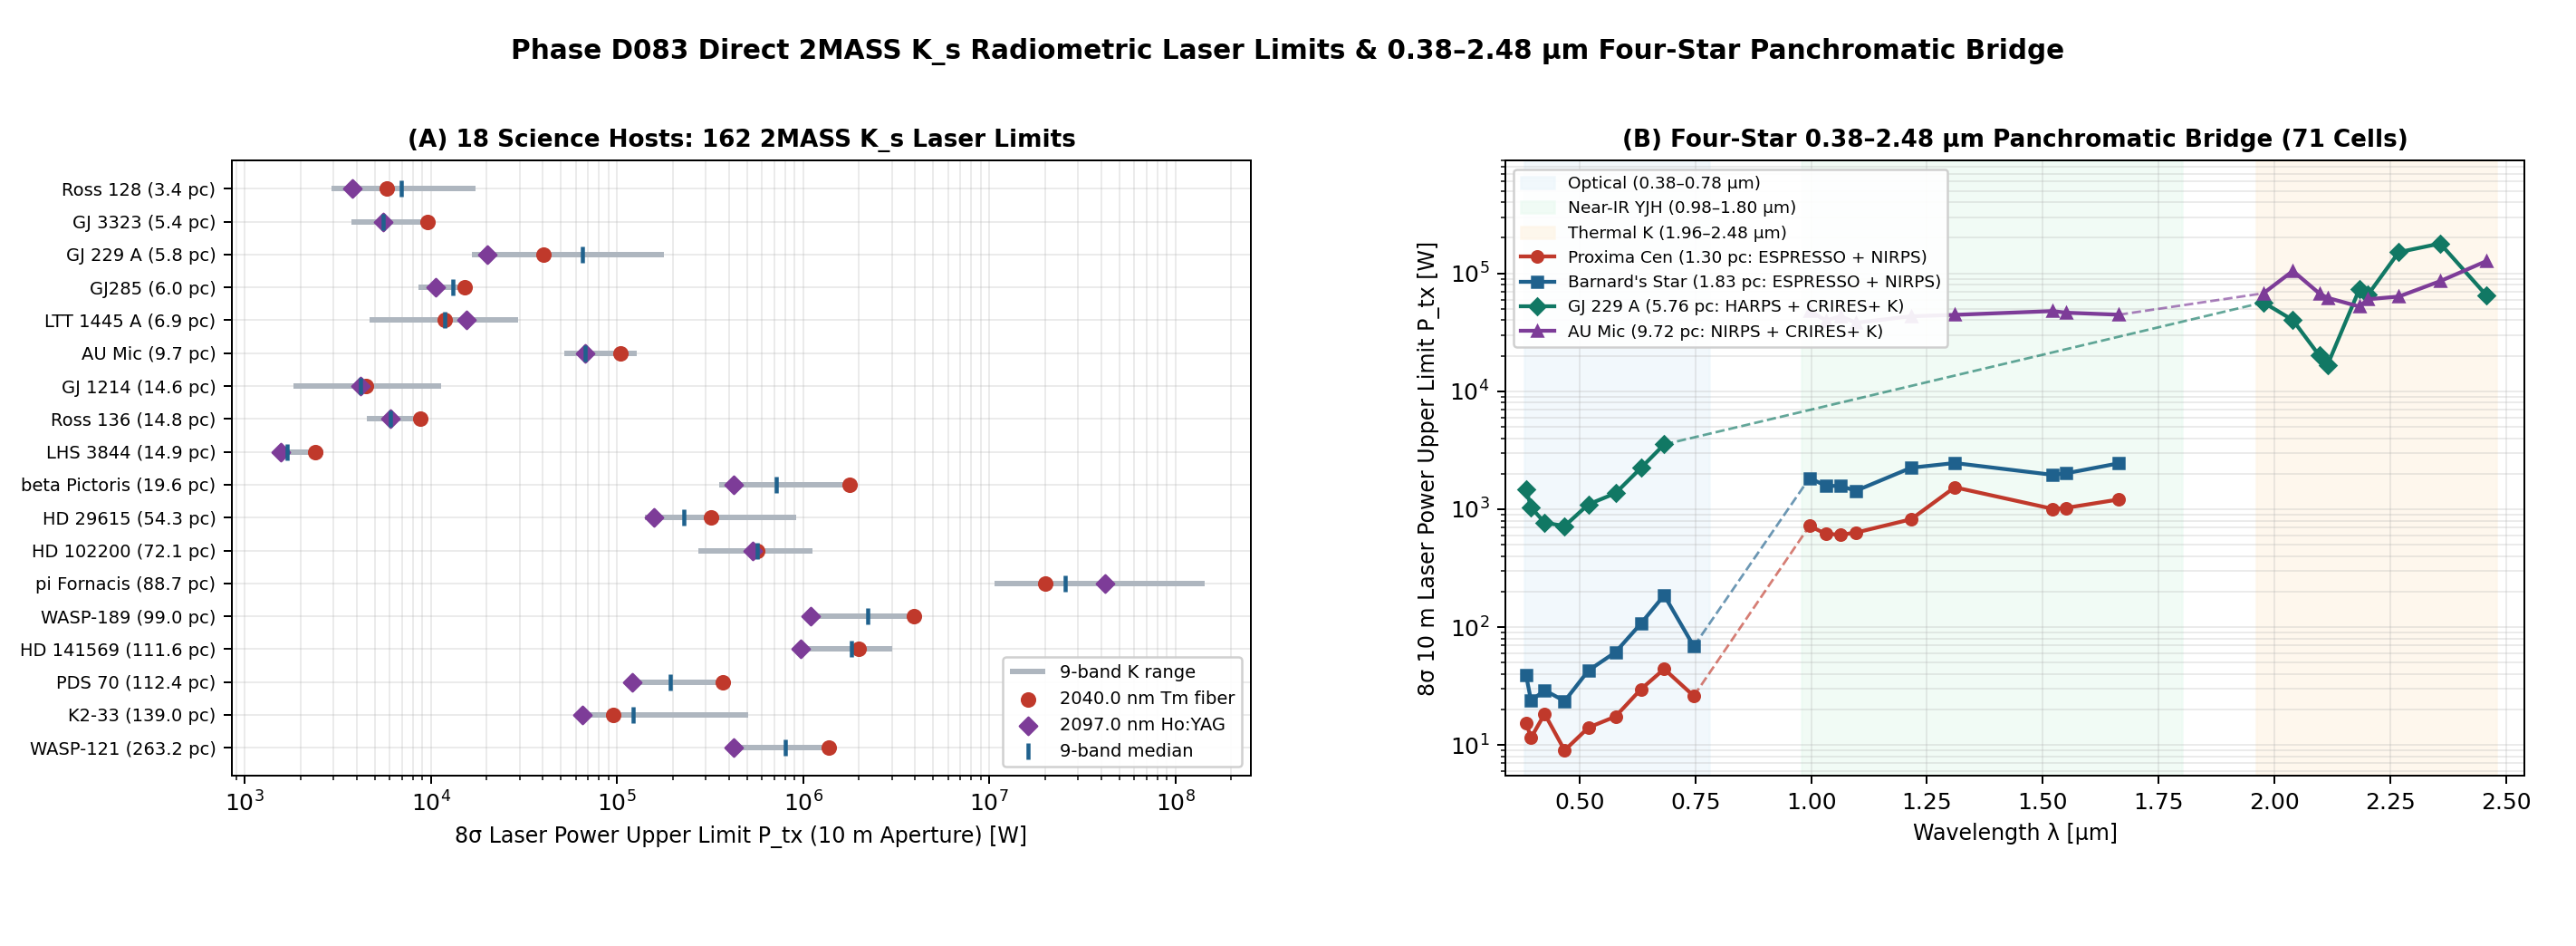 Phase D083 Direct 2MASS K_s Radiometric Laser Limits & 0.38–2.48 μm Four-Star Panchromatic Bridge
(A) 18 Science Hosts: 162 2MASS K_s Laser Limits
Ross 128 (3.4 pc)
GJ 3323 (5.4 pc)
GJ 229 A (5.8 pc)
GJ285 (6.0 pc)
LTT 1445 A (6.9 pc)
AU Mic (9.7 pc)
GJ 1214 (14.6 pc)
Ross 136 (14.8 pc)
LHS 3844 (14.9 pc)
beta Pictoris (19.6 pc)
HD 29615 (54.3 pc)
HD 102200 (72.1 pc)
pi Fornacis (88.7 pc)
WASP-189 (99.0 pc)
HD 141569 (111.6 pc)
PDS 70 (112.4 pc)
K2-33 (139.0 pc)
WASP-121 (263.2 pc)
9-band K range
2040.0 nm Tm fiber
2097.0 nm Ho:YAG
9-band median
10³ 10⁴ 10⁵ 10⁶ 10⁷ 10⁸
8σ Laser Power Upper Limit P_tx (10 m Aperture) [W]
(B) Four-Star 0.38–2.48 μm Panchromatic Bridge (71 Cells)
Optical (0.38–0.78 μm)
Near-IR YJH (0.98–1.80 μm)
Thermal K (1.96–2.48 μm)
Proxima Cen (1.30 pc: ESPRESSO + NIRPS)
Barnard's Star (1.83 pc: ESPRESSO + NIRPS)
GJ 229 A (5.76 pc: HARPS + CRIRES+ K)
AU Mic (9.72 pc: NIRPS + CRIRES+ K)
8σ 10 m Laser Power Upper Limit P_tx [W]
10⁵
10⁴
10³
10²
10¹
0.50 0.75 1.00 1.25 1.50 1.75 2.00 2.25 2.50
Wavelength λ [μm]